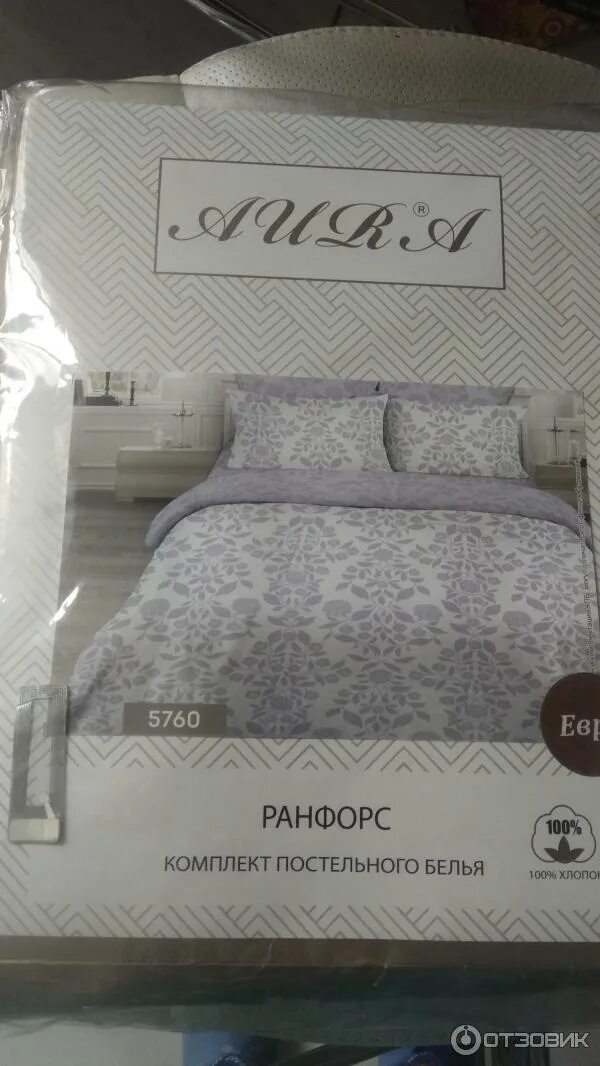 AURA®
5760
Евр
РАНФОРС
КОМПЛЕКТ ПОСТЕЛЬНОГО БЕЛЬЯ
100%
100% ХЛОПОК
ОТЗОВИК